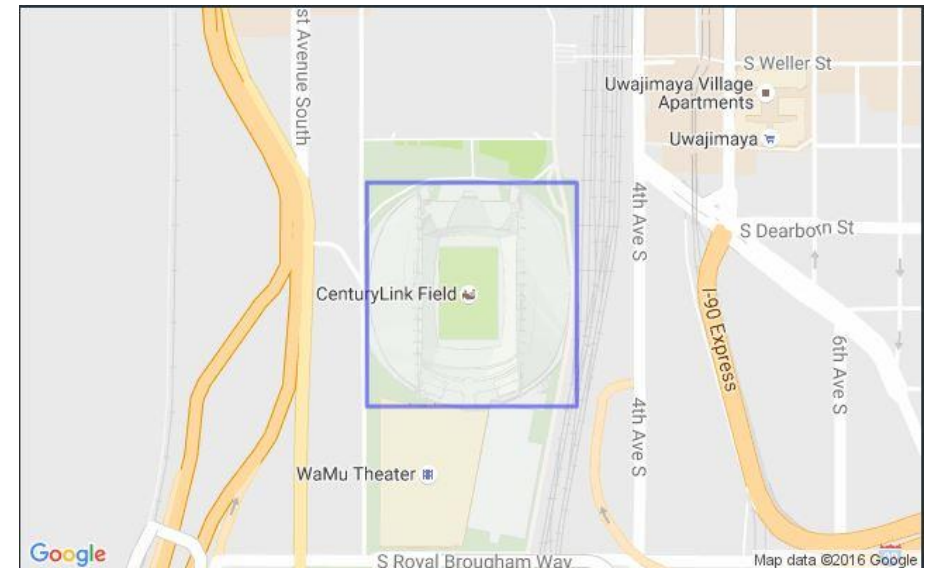 st Avenue South
S Weller St
Uwajimaya Village
Apartments
Uwajimaya
4th Ave S
S Dearborn St
CenturyLink Field
I-90 Express
6th Ave S
4th Ave S
WaMu Theater
Google
S Royal Brougham Way
Map data ©2016 Google